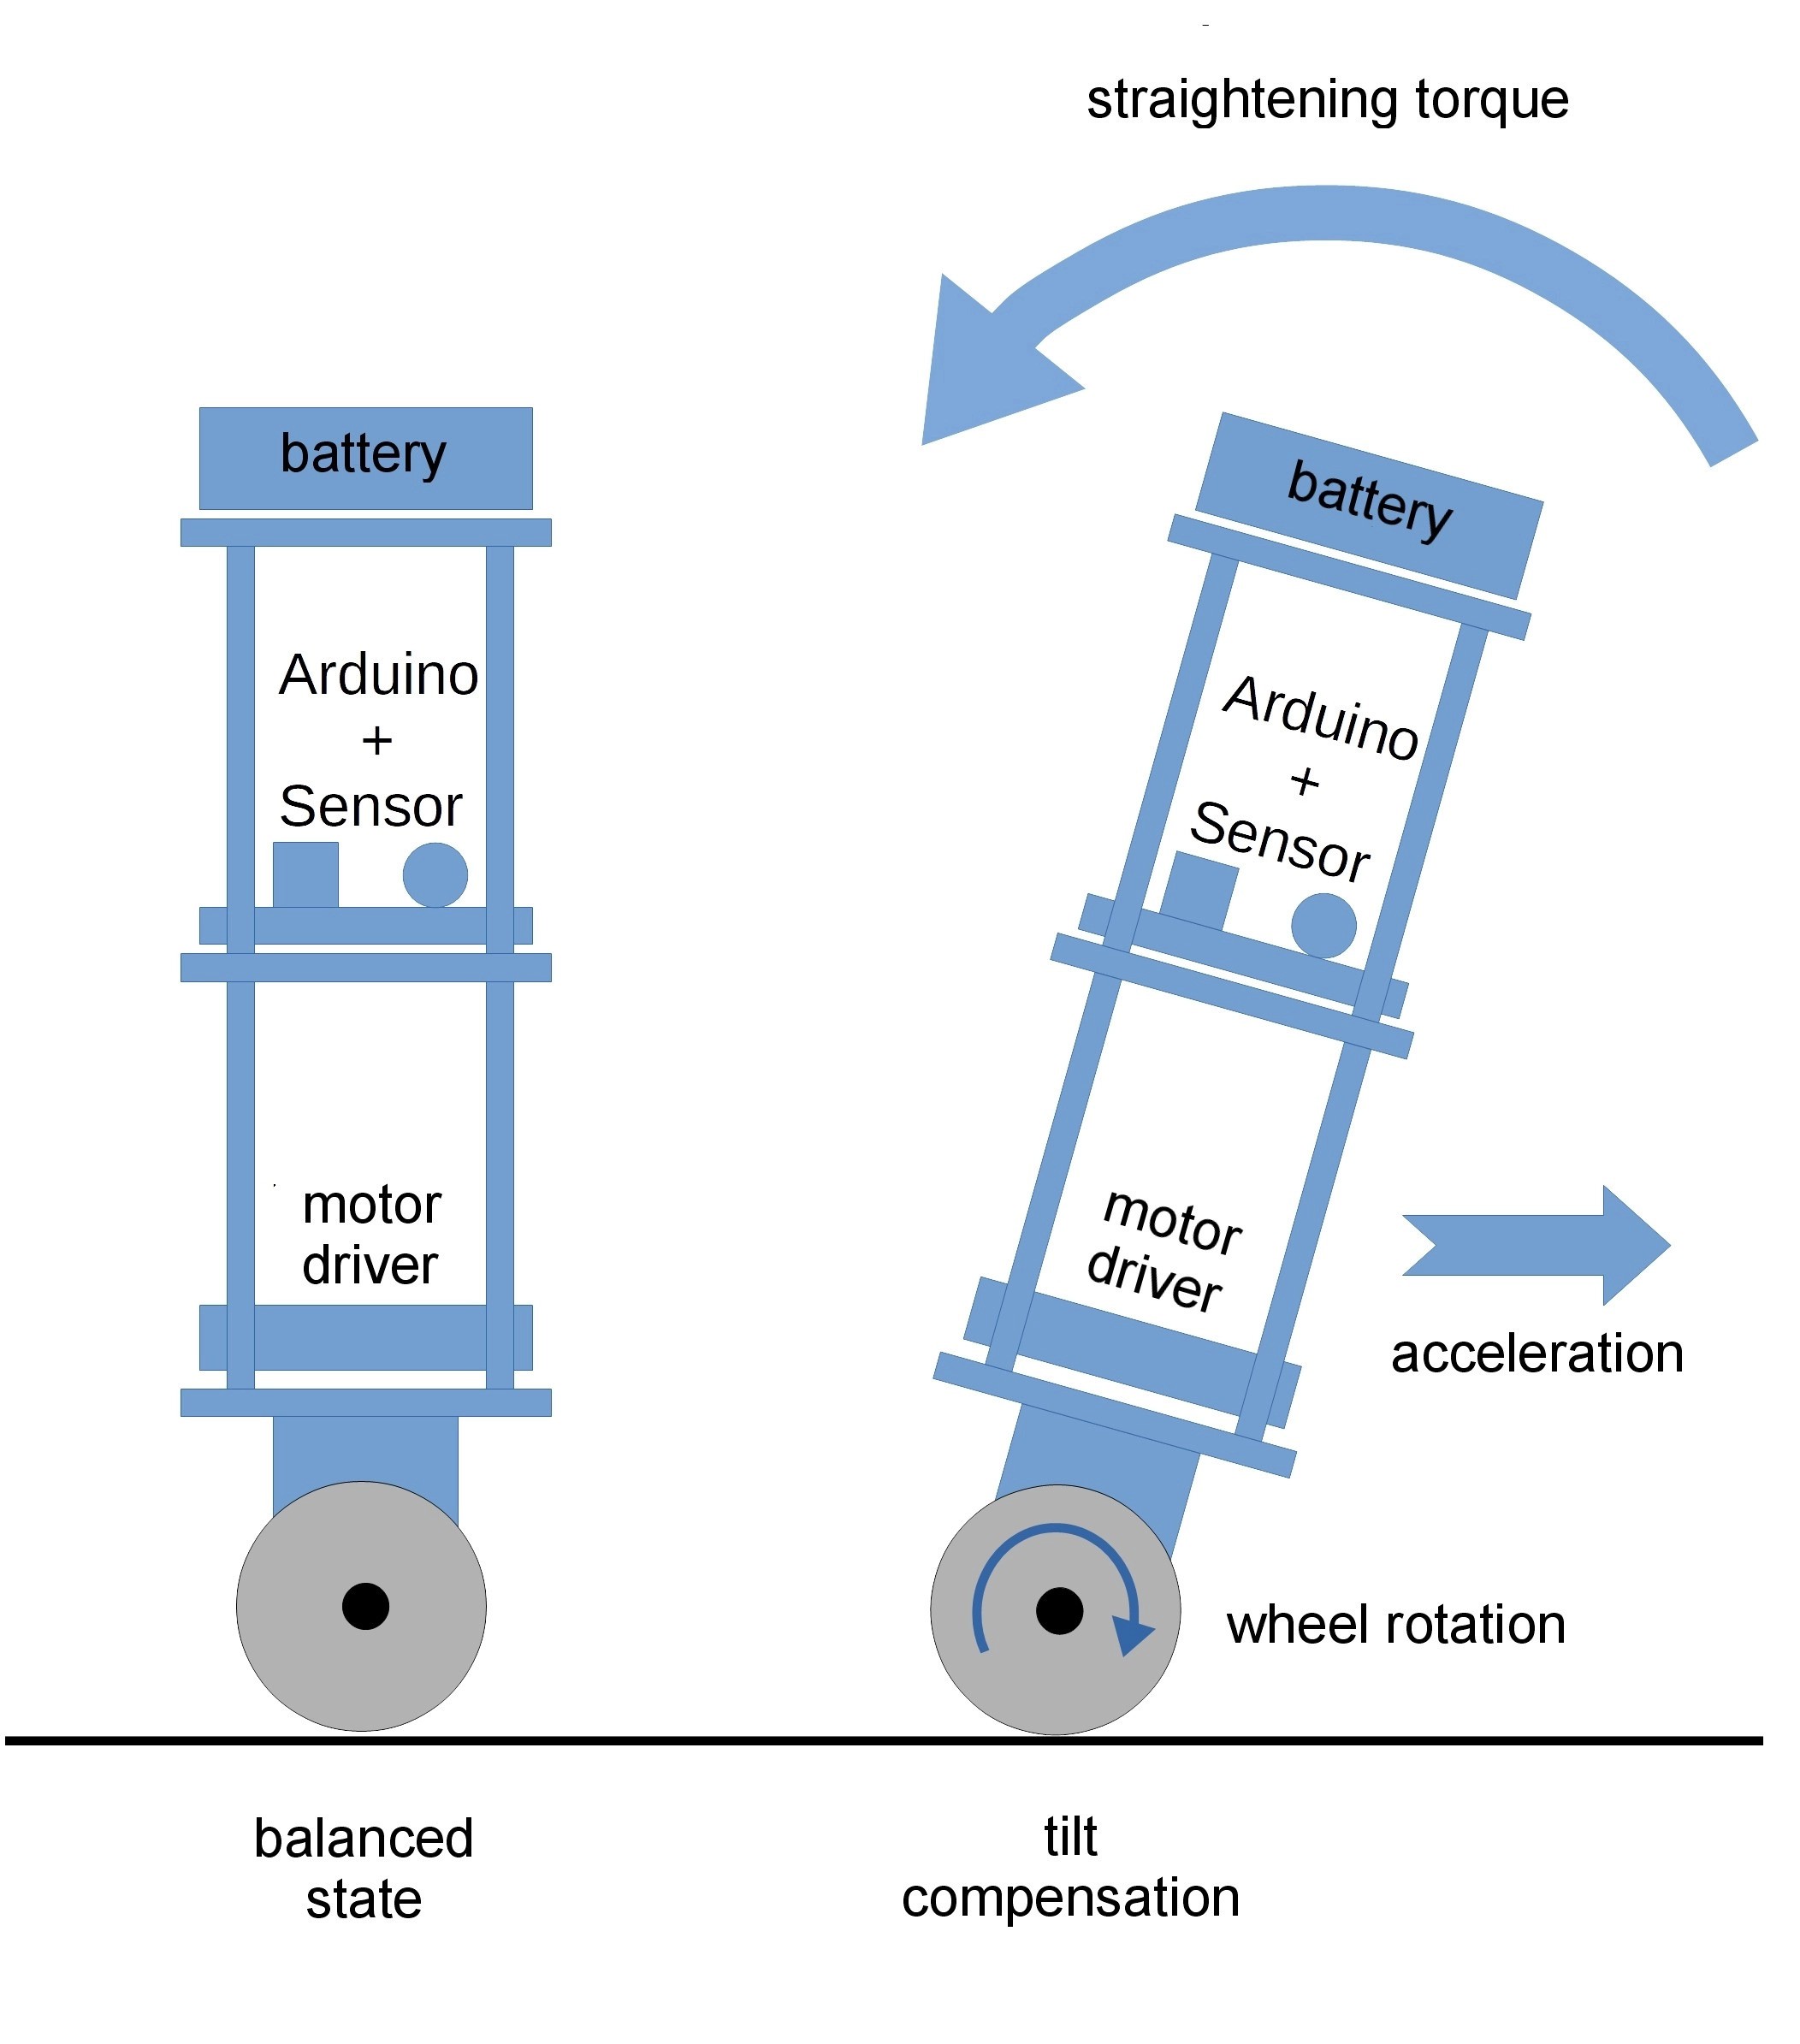 straightening torque
battery
Arduino
+
Sensor
motor
driver
battery
Arduino
+
Sensor
motor
driver
acceleration
wheel rotation
balanced
state
tilt
compensation